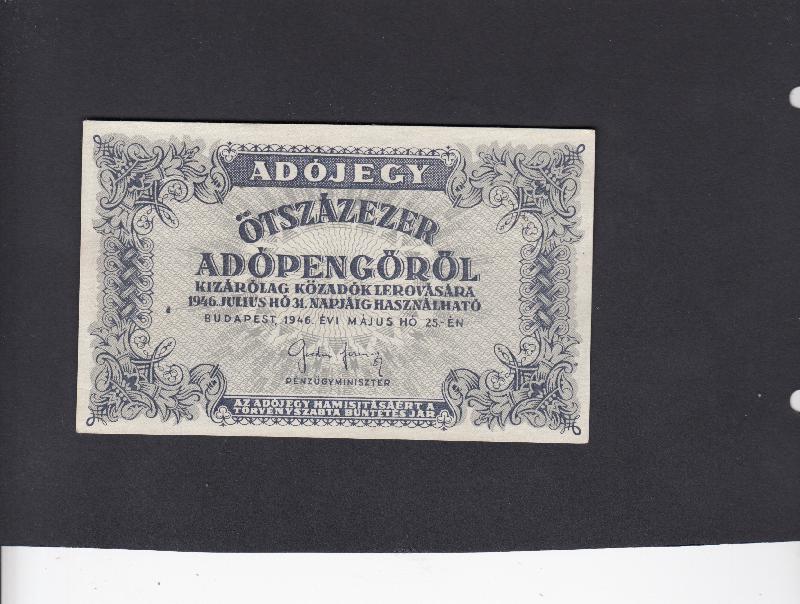 ADÓJEGY
ÖTSZÁZEZER
ADÓPENGŐRŐL
KIZÁRÓLAG KÖZADÓK LEROVÁSÁRA
1946. JULIUS HÓ 31. NAPJÁIG HASZNÁLHATÓ
BUDAPEST, 1946. ÉVI MÁJUS HÓ 25.-ÉN
PÉNZÜGYMINISZTER
AZ ADÓJEGY HAMISITÁSÁÉRT A
TÖRVÉNYSZABTA BÜNTETÉS JÁR.